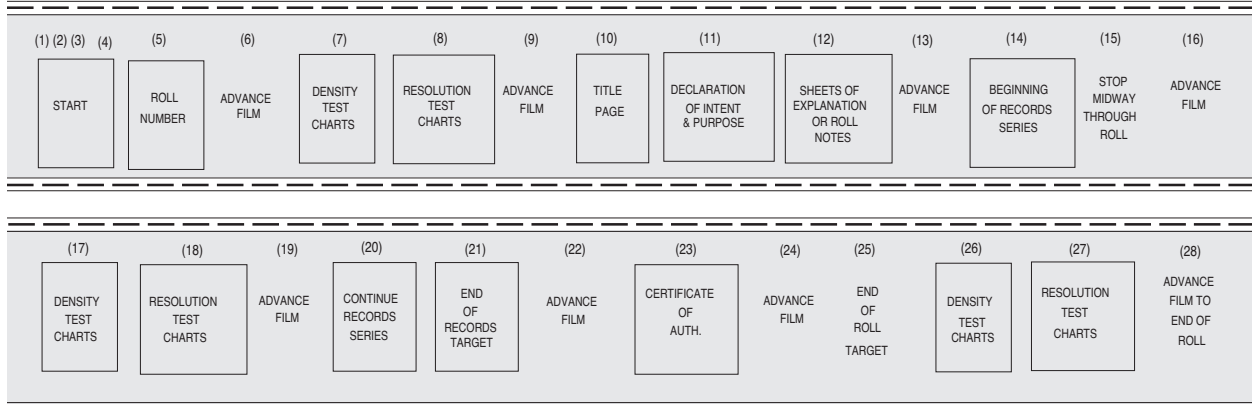 (1) (2) (3) (4) (5) (6) (7) (8) (9) (10) (11) (12) (13) (14) (15) (16)
START
ROLL
NUMBER
ADVANCE
FILM
DENSITY
TEST
CHARTS
RESOLUTION
TEST
CHARTS
ADVANCE
FILM
TITLE
PAGE
DECLARATION
OF INTENT
& PURPOSE
SHEETS OF
EXPLANATION
OR ROLL
NOTES
ADVANCE
FILM
BEGINNING
OF RECORDS
SERIES
STOP
MIDWAY
THROUGH
ROLL
ADVANCE
FILM
(17) (18) (19) (20) (21) (22) (23) (24) (25) (26) (27) (28)
DENSITY
TEST
CHARTS
RESOLUTION
TEST
CHARTS
ADVANCE
FILM
CONTINUE
RECORDS
SERIES
END
OF
RECORDS
TARGET
ADVANCE
FILM
CERTIFICATE
OF
AUTH.
ADVANCE
FILM
END
OF
ROLL
TARGET
DENSITY
TEST
CHARTS
RESOLUTION
TEST
CHARTS
ADVANCE
FILM TO
END OF
ROLL